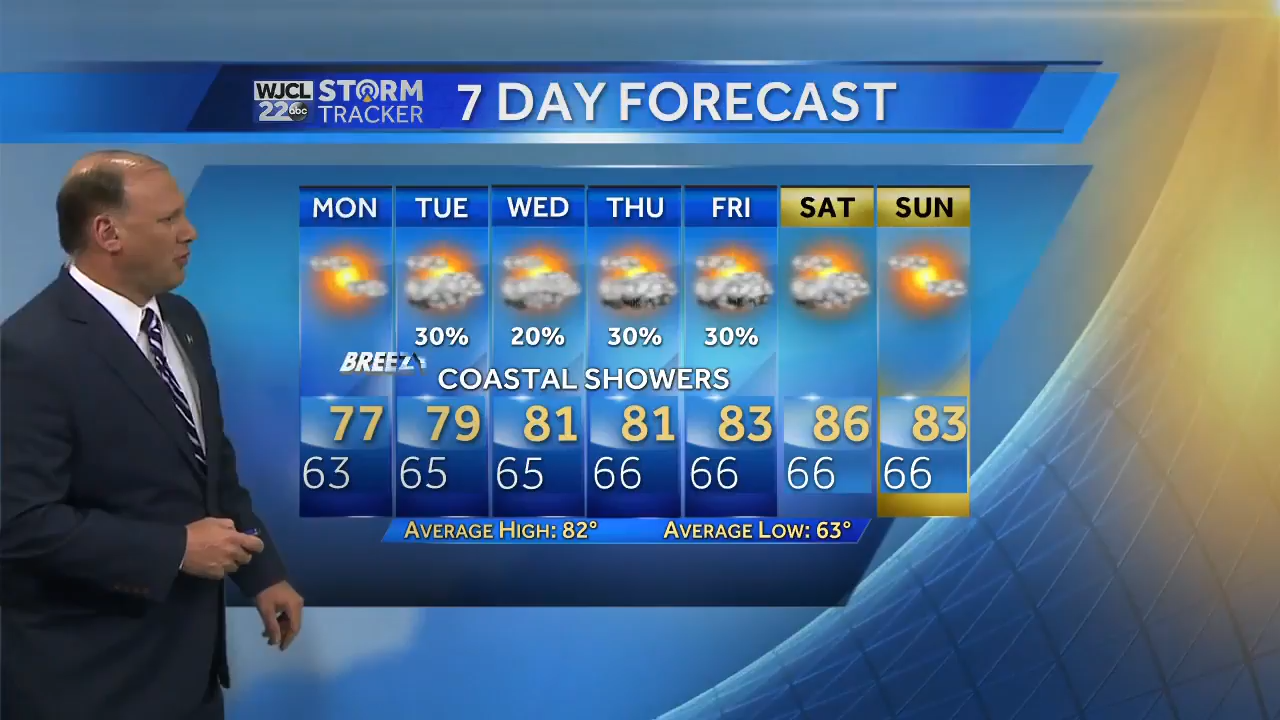 WJCL 22 abc STORM TRACKER 7 DAY FORECAST
MON TUE WED THU FRI SAT SUN
30% 20% 30% 30%
BREEZY
COASTAL SHOWERS
77 79 81 81 83 86 83
63 65 65 66 66 66 66
AVERAGE HIGH: 82° AVERAGE LOW: 63°